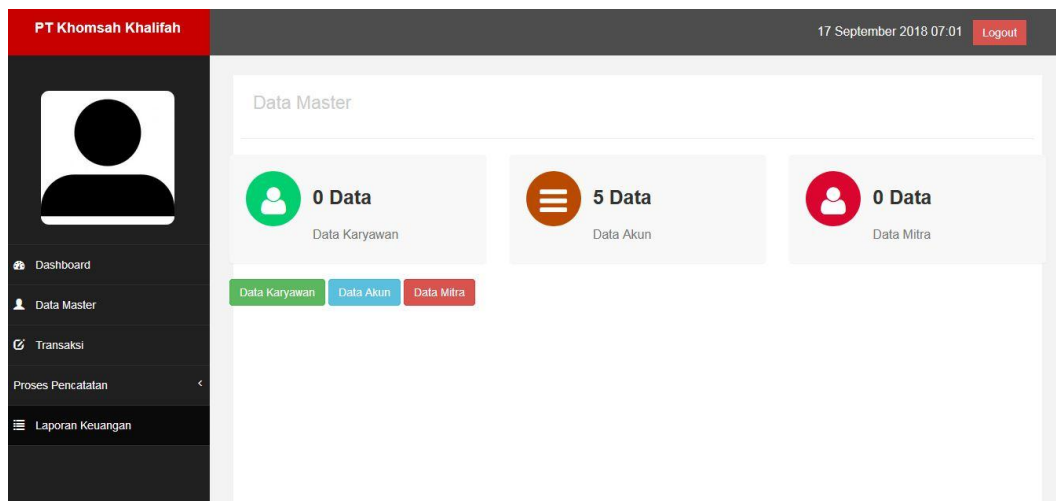 PT Khomsah Khalifah
17 September 2018 07:01 Logout
Dashboard
Data Master
Transaksi
Proses Pencatatan
Laporan Keuangan
Data Master
0 Data
Data Karyawan
5 Data
Data Akun
0 Data
Data Mitra
Data Karyawan Data Akun Data Mitra